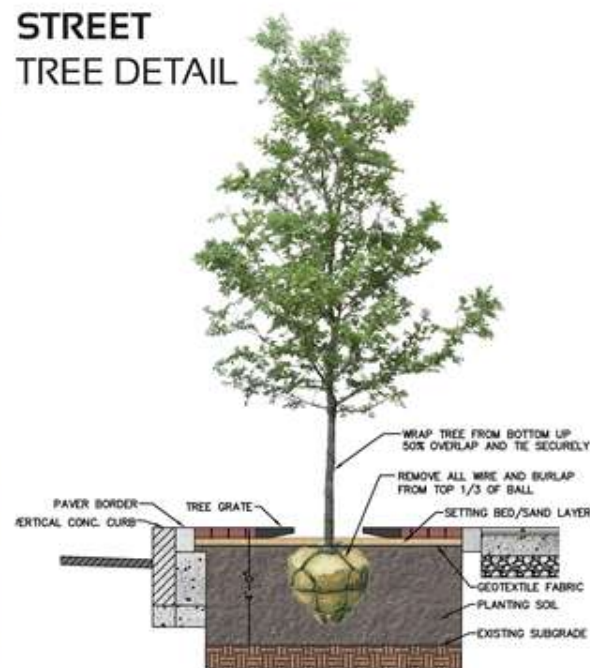 STREET
TREE DETAIL
WRAP TREE FROM BOTTOM UP
50% OVERLAP AND TIE SECURELY
REMOVE ALL WIRE AND BURLAP
FROM TOP 1/3 OF BALL
PAVER BORDER
TREE GRATE
SETTING BED/SAND LAYER
VERTICAL CONC. CURB
GEOTEXTILE FABRIC
PLANTING SOIL
EXISTING SUBGRADE